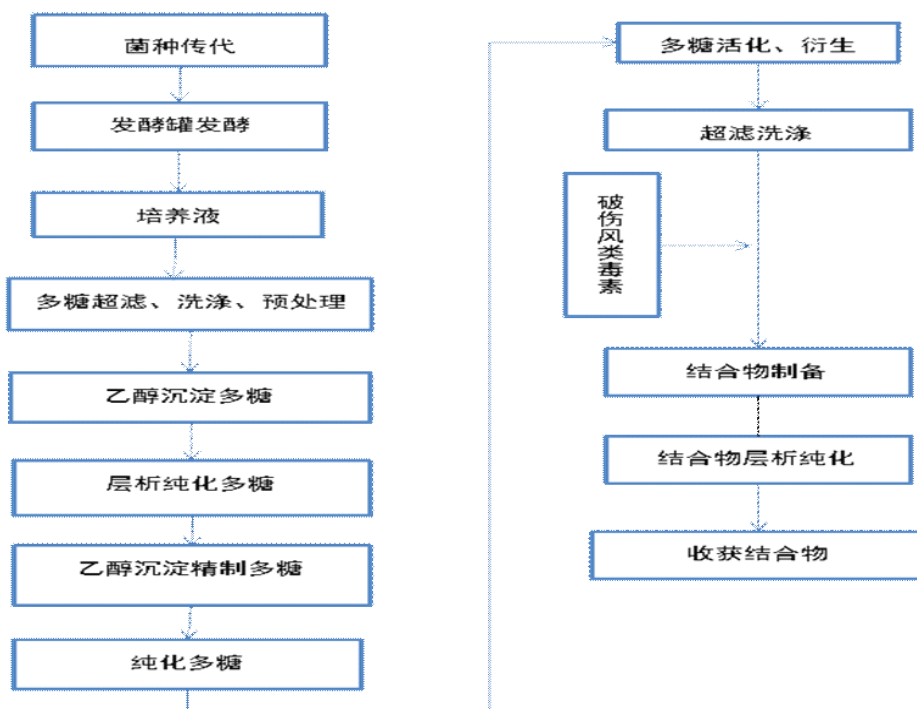 菌种传代
发酵罐发酵
培养液
多糖超滤、洗涤、预处理
乙醇沉淀多糖
层析纯化多糖
乙醇沉淀精制多糖
纯化多糖
多糖活化、衍生
超滤洗涤
破伤风类毒素
结合物制备
结合物层析纯化
收获结合物